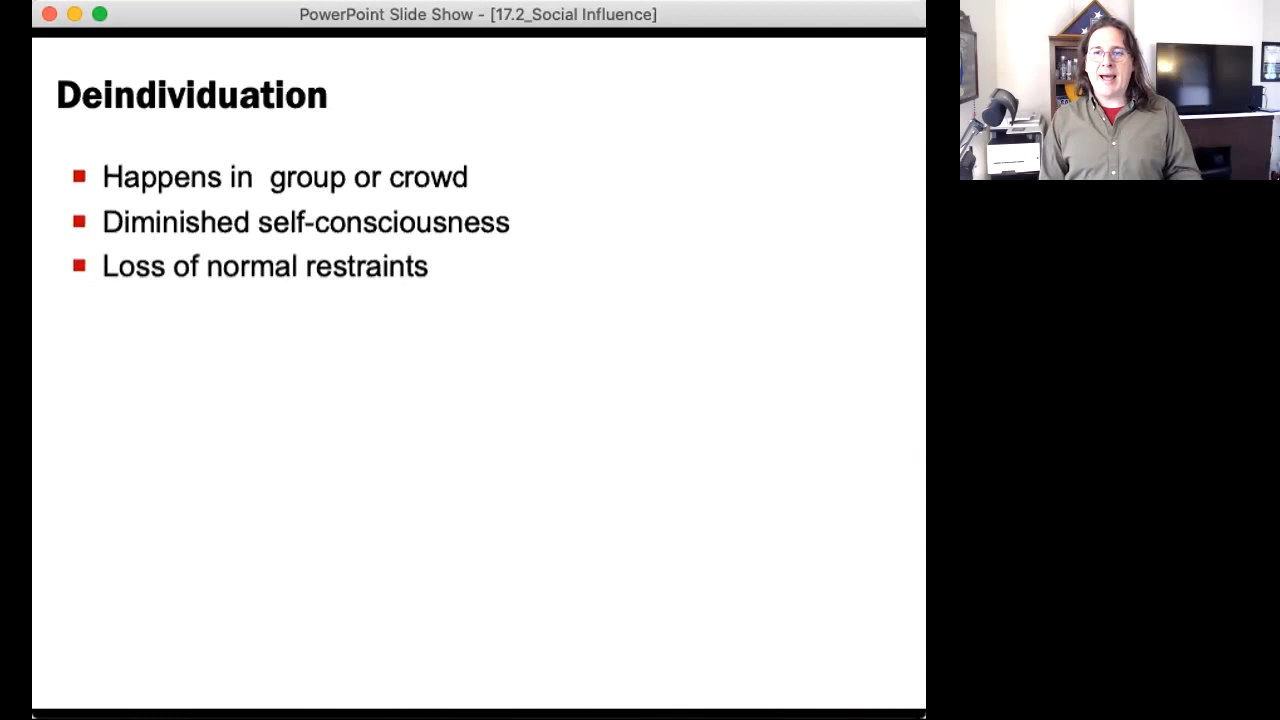 PowerPoint Slide Show - [17.2_Social Influence]
Deindividuation
Happens in  group or crowd
Diminished self-consciousness
Loss of normal restraints